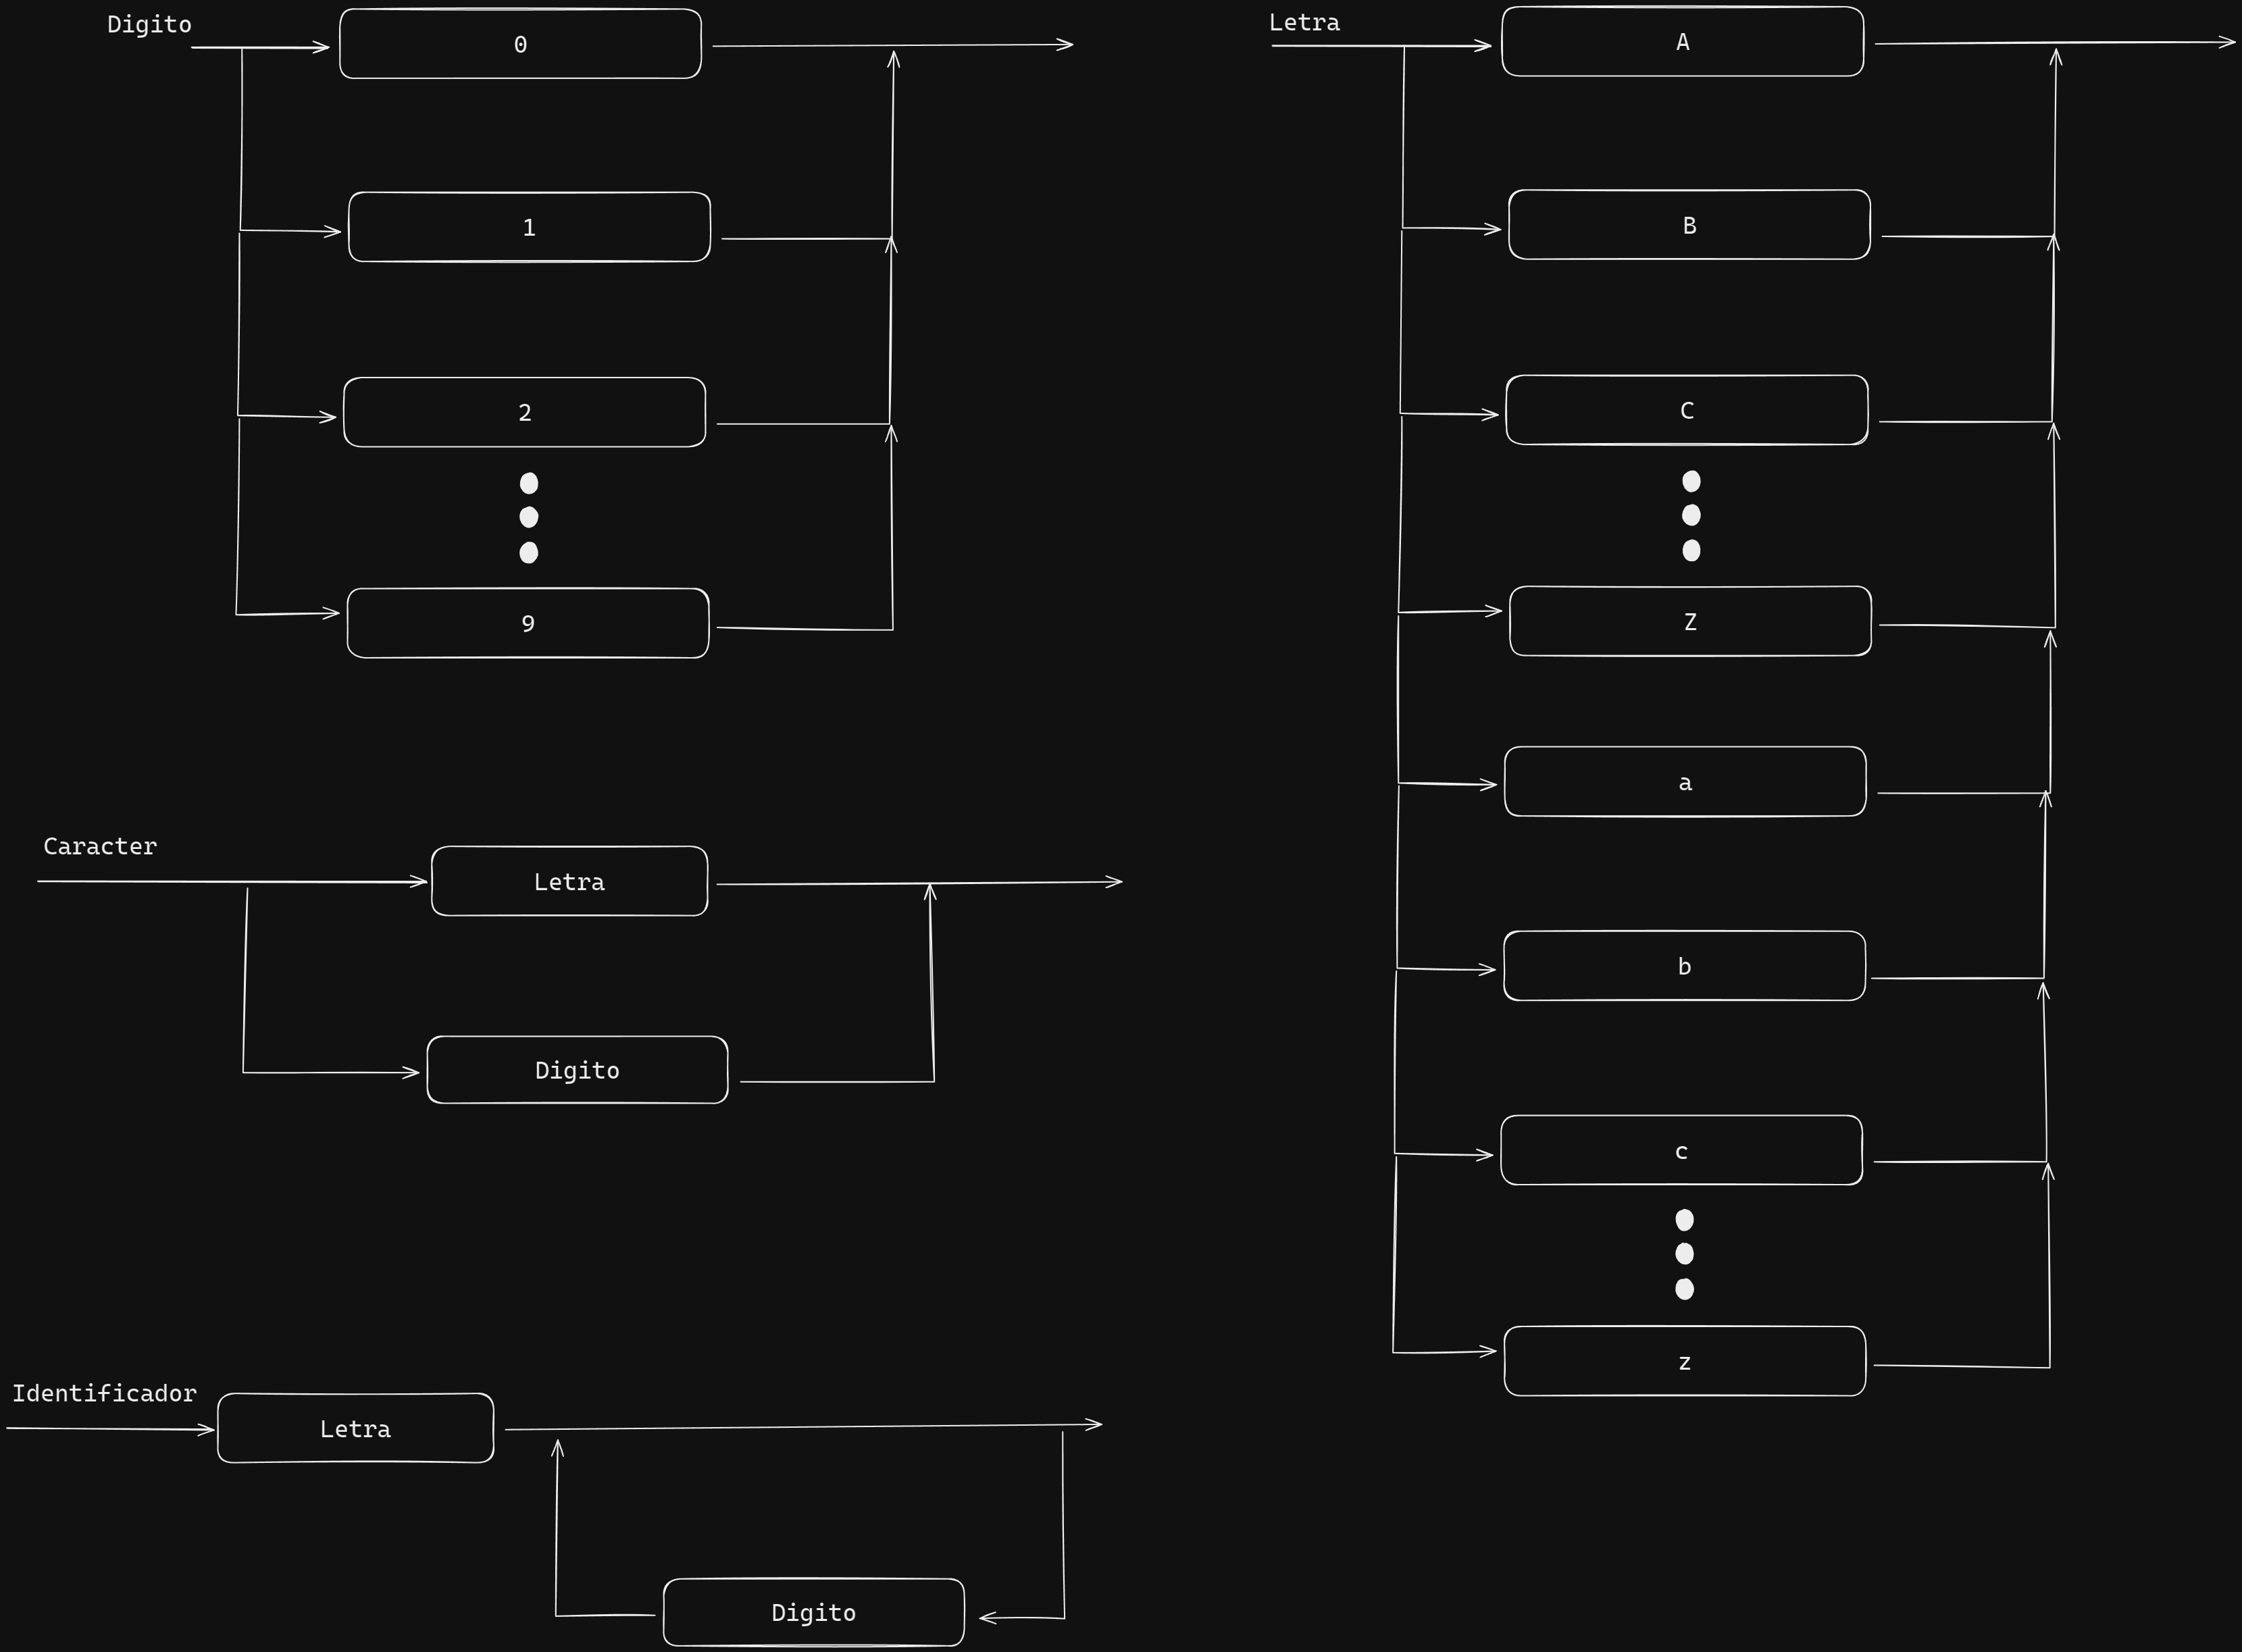 Digito
0
1
2
9
Letra
A
B
C
Z
a
b
c
z
Caracter
Letra
Digito
Identificador
Letra
Digito